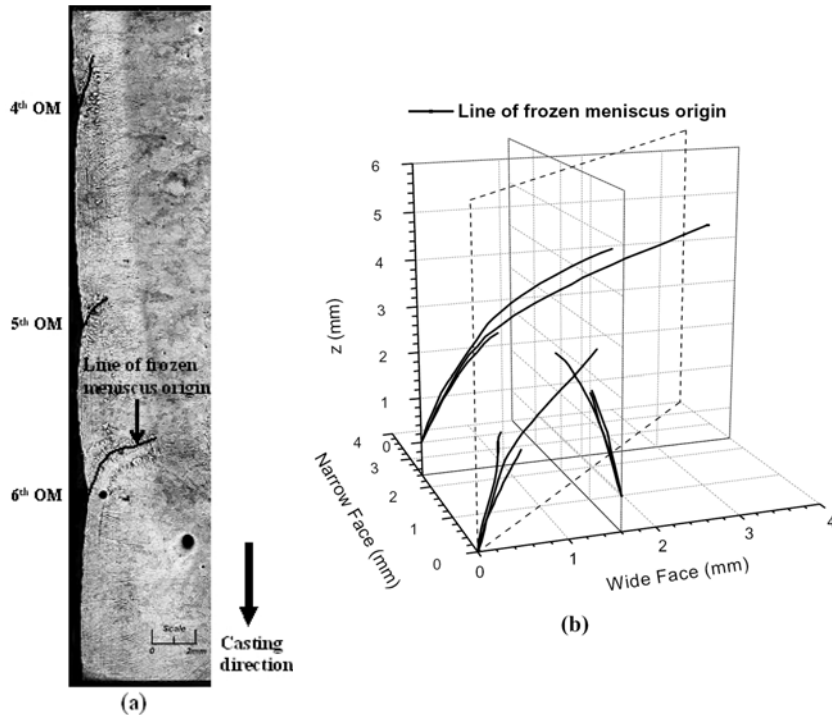 4th OM
5th OM
Line of frozen
meniscus origin
6th OM
Scale
0 2mm
Casting
direction
(a)
Line of frozen meniscus origin
6
5
4
3
2
1
0
z (mm)
4
3
2
1
0
Narrow Face (mm)
0
1
2
3
4
Wide Face (mm)
(b)